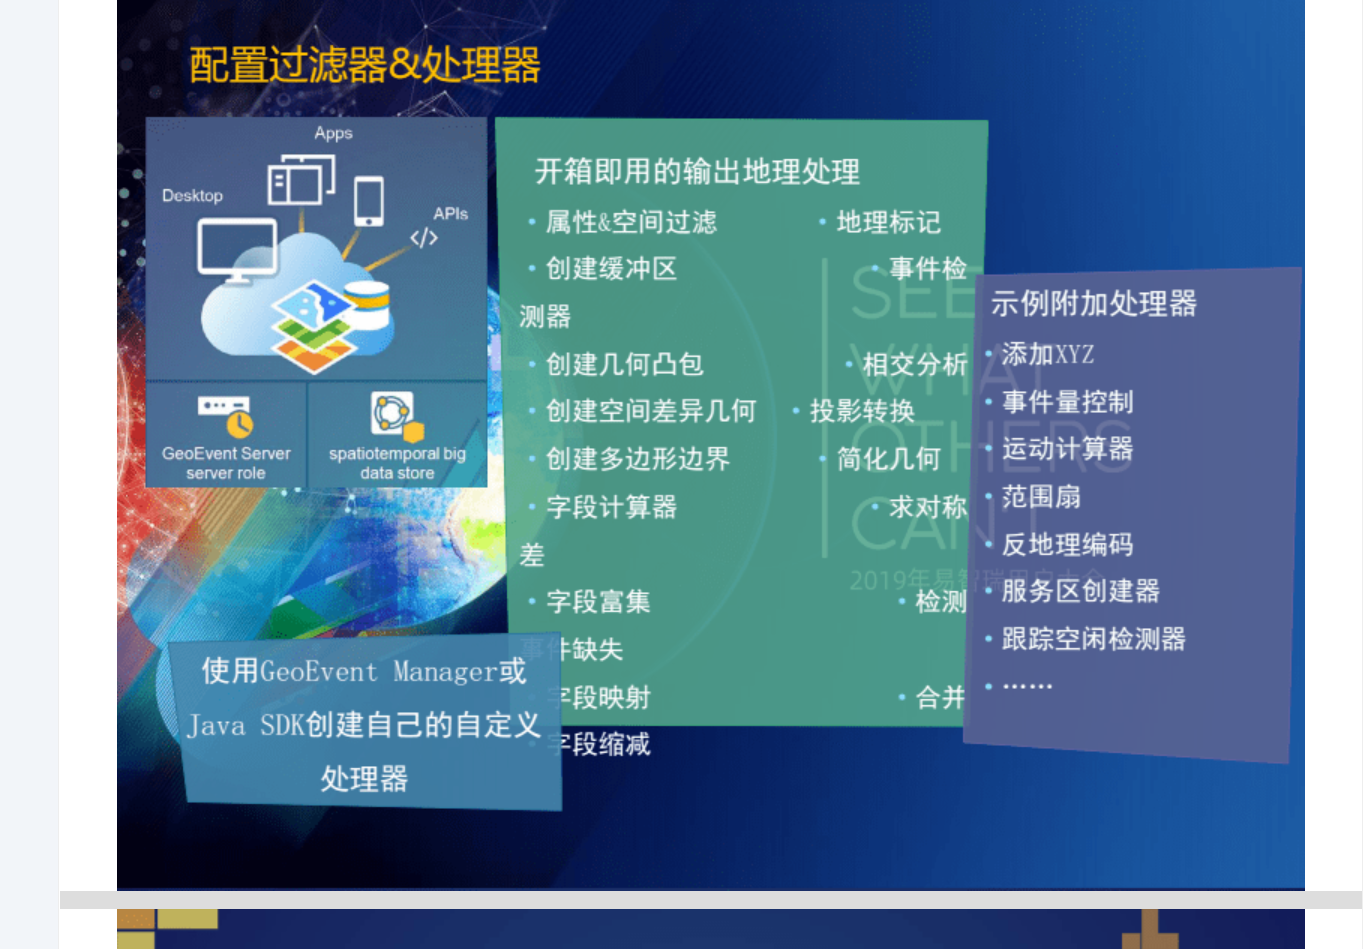 配置过滤器&处理器
Apps
Desktop
APIs
</>
GeoEvent Server
server role
spatiotemporal big
data store
开箱即用的输出地理处理
• 属性&空间过滤 • 地理标记
• 创建缓冲区 • 事件检
测器
• 创建几何凸包 • 相交分析
• 创建空间差异几何 • 投影转换
• 创建多边形边界 • 简化几何
• 字段计算器 • 求对称
差
• 字段富集 • 检测
事件缺失
• 字段映射 • 合并
• 字段缩减
示例附加处理器
• 添加XYZ
• 事件量控制
• 运动计算器
• 范围扇
• 反地理编码
• 服务区创建器
• 跟踪空闲检测器
• ……
使用GeoEvent Manager或
Java SDK创建自己的自定义
处理器
SEE
WHAT
OTHERS
CAN'T
2019年易智瑞用户大会